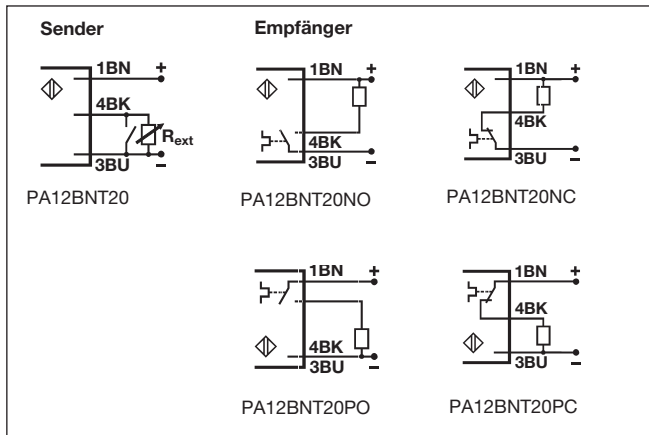 Sender
Empfänger
1BN +
4BK
Rext
3BU –
PA12BNT20
1BN +
4BK
3BU –
PA12BNT20NO
1BN +
4BK
3BU –
PA12BNT20NC
1BN +
4BK
3BU –
PA12BNT20PO
1BN +
4BK
3BU –
PA12BNT20PC